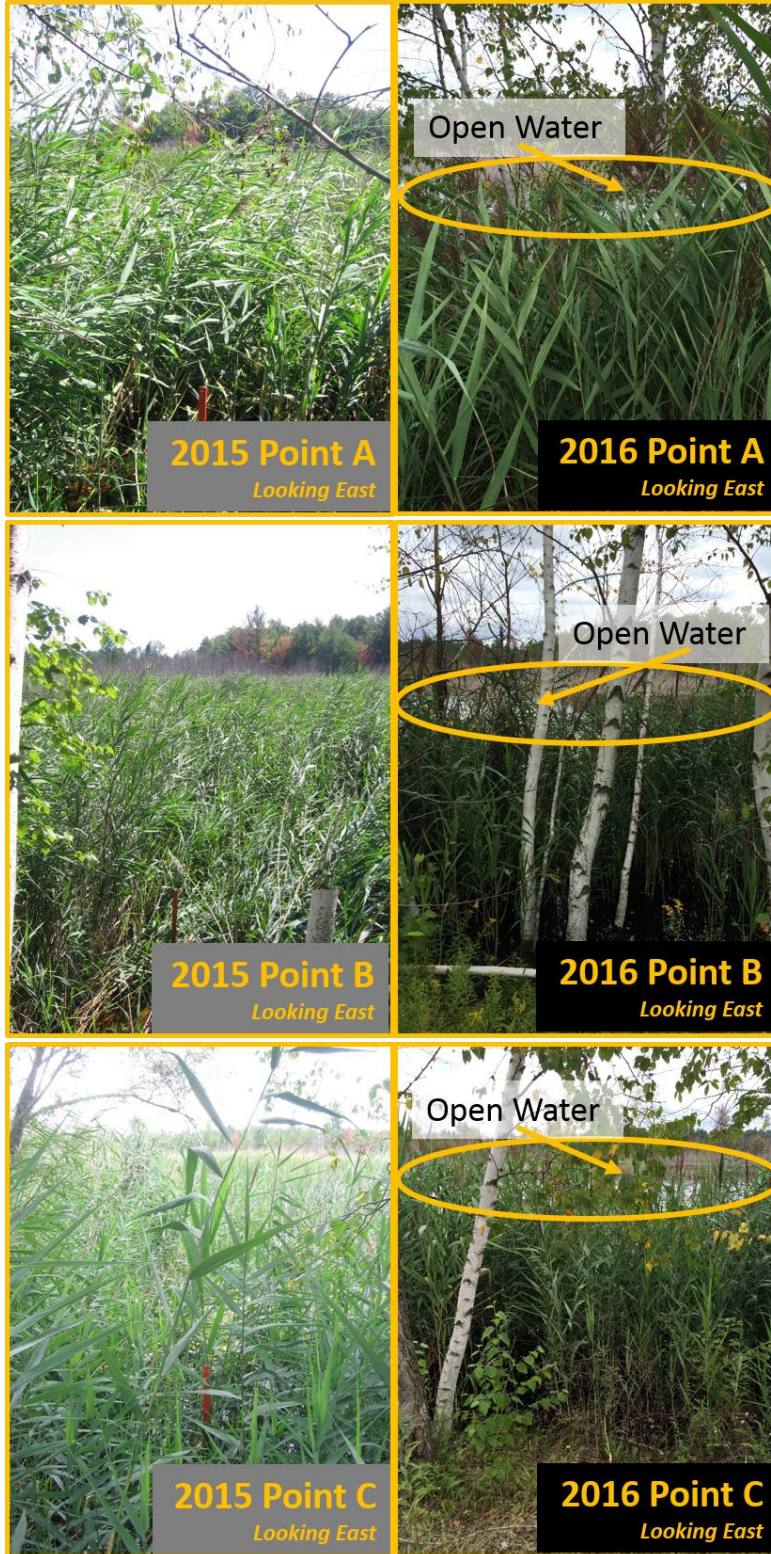 2015 Point A
Looking East
Open Water
2016 Point A
Looking East
2015 Point B
Looking East
Open Water
2016 Point B
Looking East
2015 Point C
Looking East
Open Water
2016 Point C
Looking East